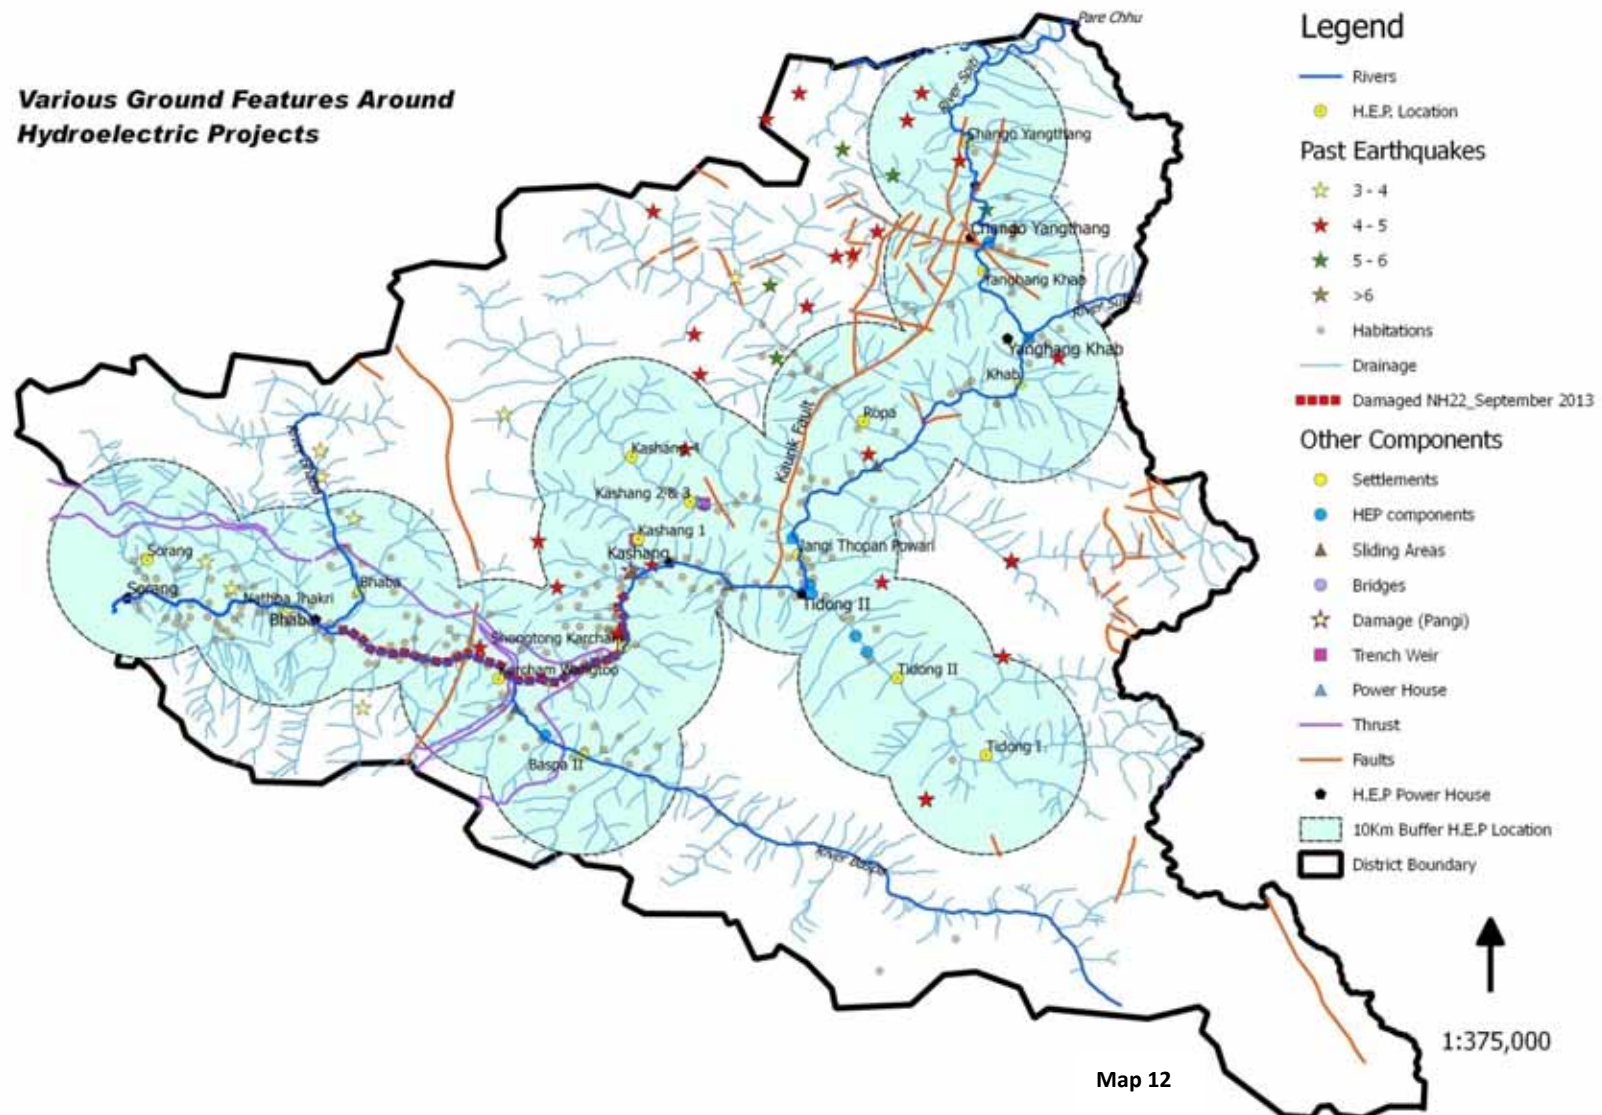 Various Ground Features Around
Hydroelectric Projects
Pare Chhu
River Spiti
Chango Yangthang
Chango Yangthang
Yanghang Khab
River Sutlej
Yanghang Khab
Khab
Ropa
Kaurik Fault
Kashang 4
Kashang 2 & 3
Kashang 1
Kashang
Jangi Thopan Powari
Tidong II
Sorang
Sorang
Nathpa Jhakri
Bhaba
Bhaba
Shongtong Karcham
Karcham Wangtoo
Tidong II
Tidong I
Baspa II
River Baspa
Legend
Rivers
H.E.P. Location
Past Earthquakes
3 - 4
4 - 5
5 - 6
>6
Habitations
Drainage
Damaged NH22_September 2013
Other Components
Settlements
HEP components
Sliding Areas
Bridges
Damage (Pangi)
Trench Weir
Power House
Thrust
Faults
H.E.P Power House
10Km Buffer H.E.P Location
District Boundary
1:375,000
Map 12